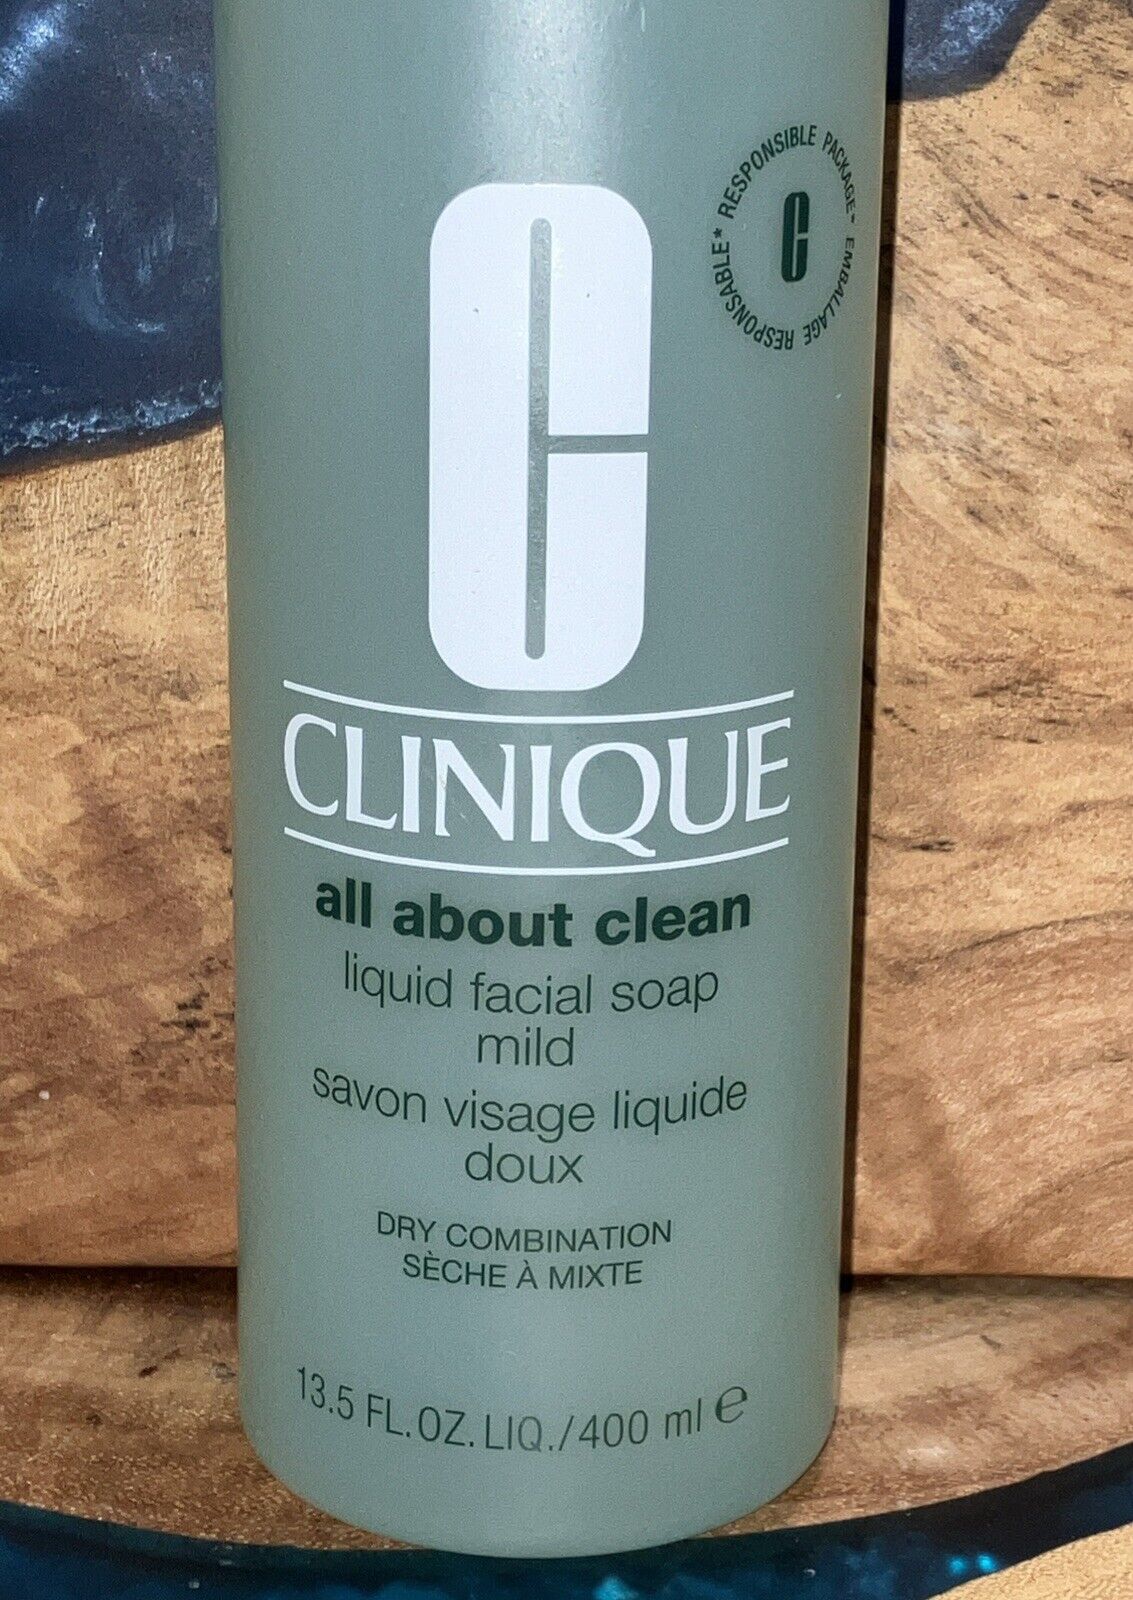 RESPONSIBLE PACKAGE* EMBALLAGE RESPONSABLE*
C
C
CLINIQUE
all about clean
liquid facial soap
mild
savon visage liquide
doux
DRY COMBINATION
SÈCHE À MIXTE
13.5 FL.OZ.LIQ./400 ml ℮